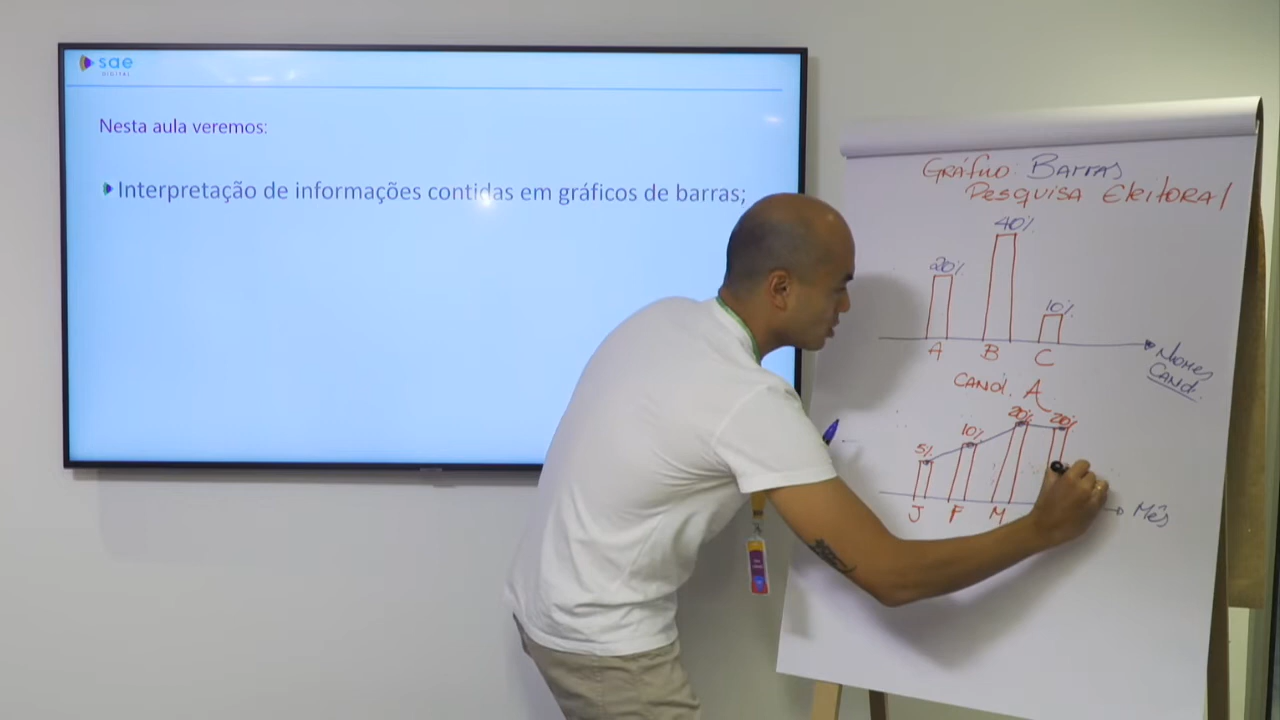 sae
DIGITAL
Nesta aula veremos:
Interpretação de informações contidas em gráficos de barras;
Gráfico: Barras
Pesquisa Eleitoral
40%
20%
10%
A B C
Nomes
Cand.
Cand. A
5% 10% 20% 20%
J F M
Mês